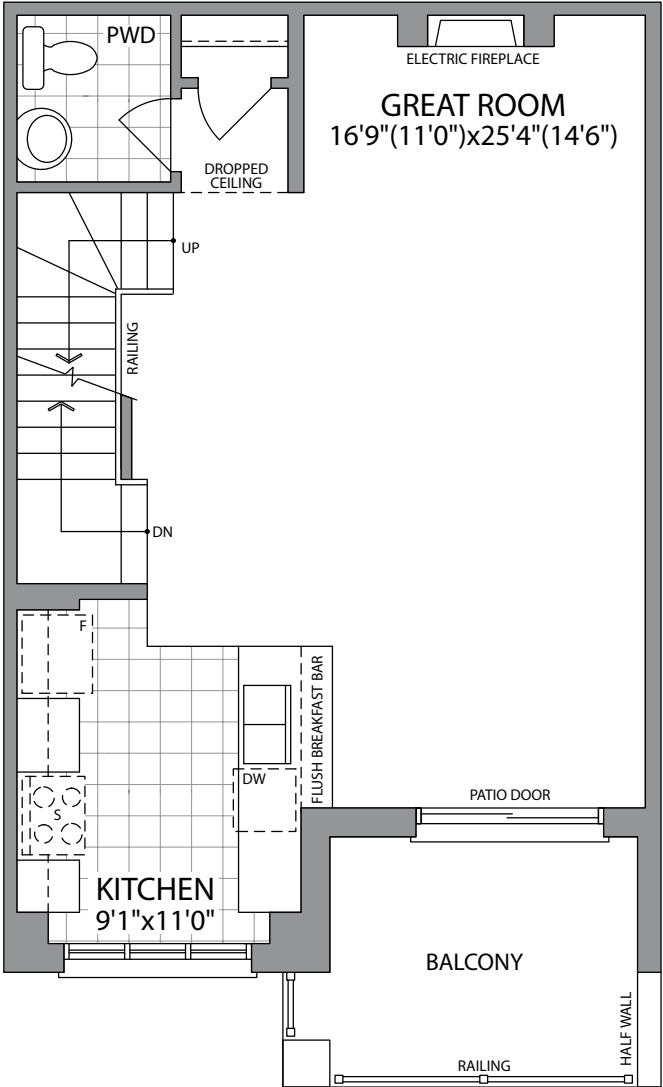 PWD
ELECTRIC FIREPLACE
GREAT ROOM
16'9"(11'0")x25'4"(14'6")
DROPPED
CEILING
UP
RAILING
DN
F
FLUSH BREAKFAST BAR
DW
S
PATIO DOOR
KITCHEN
9'1"x11'0"
BALCONY
HALF WALL
RAILING